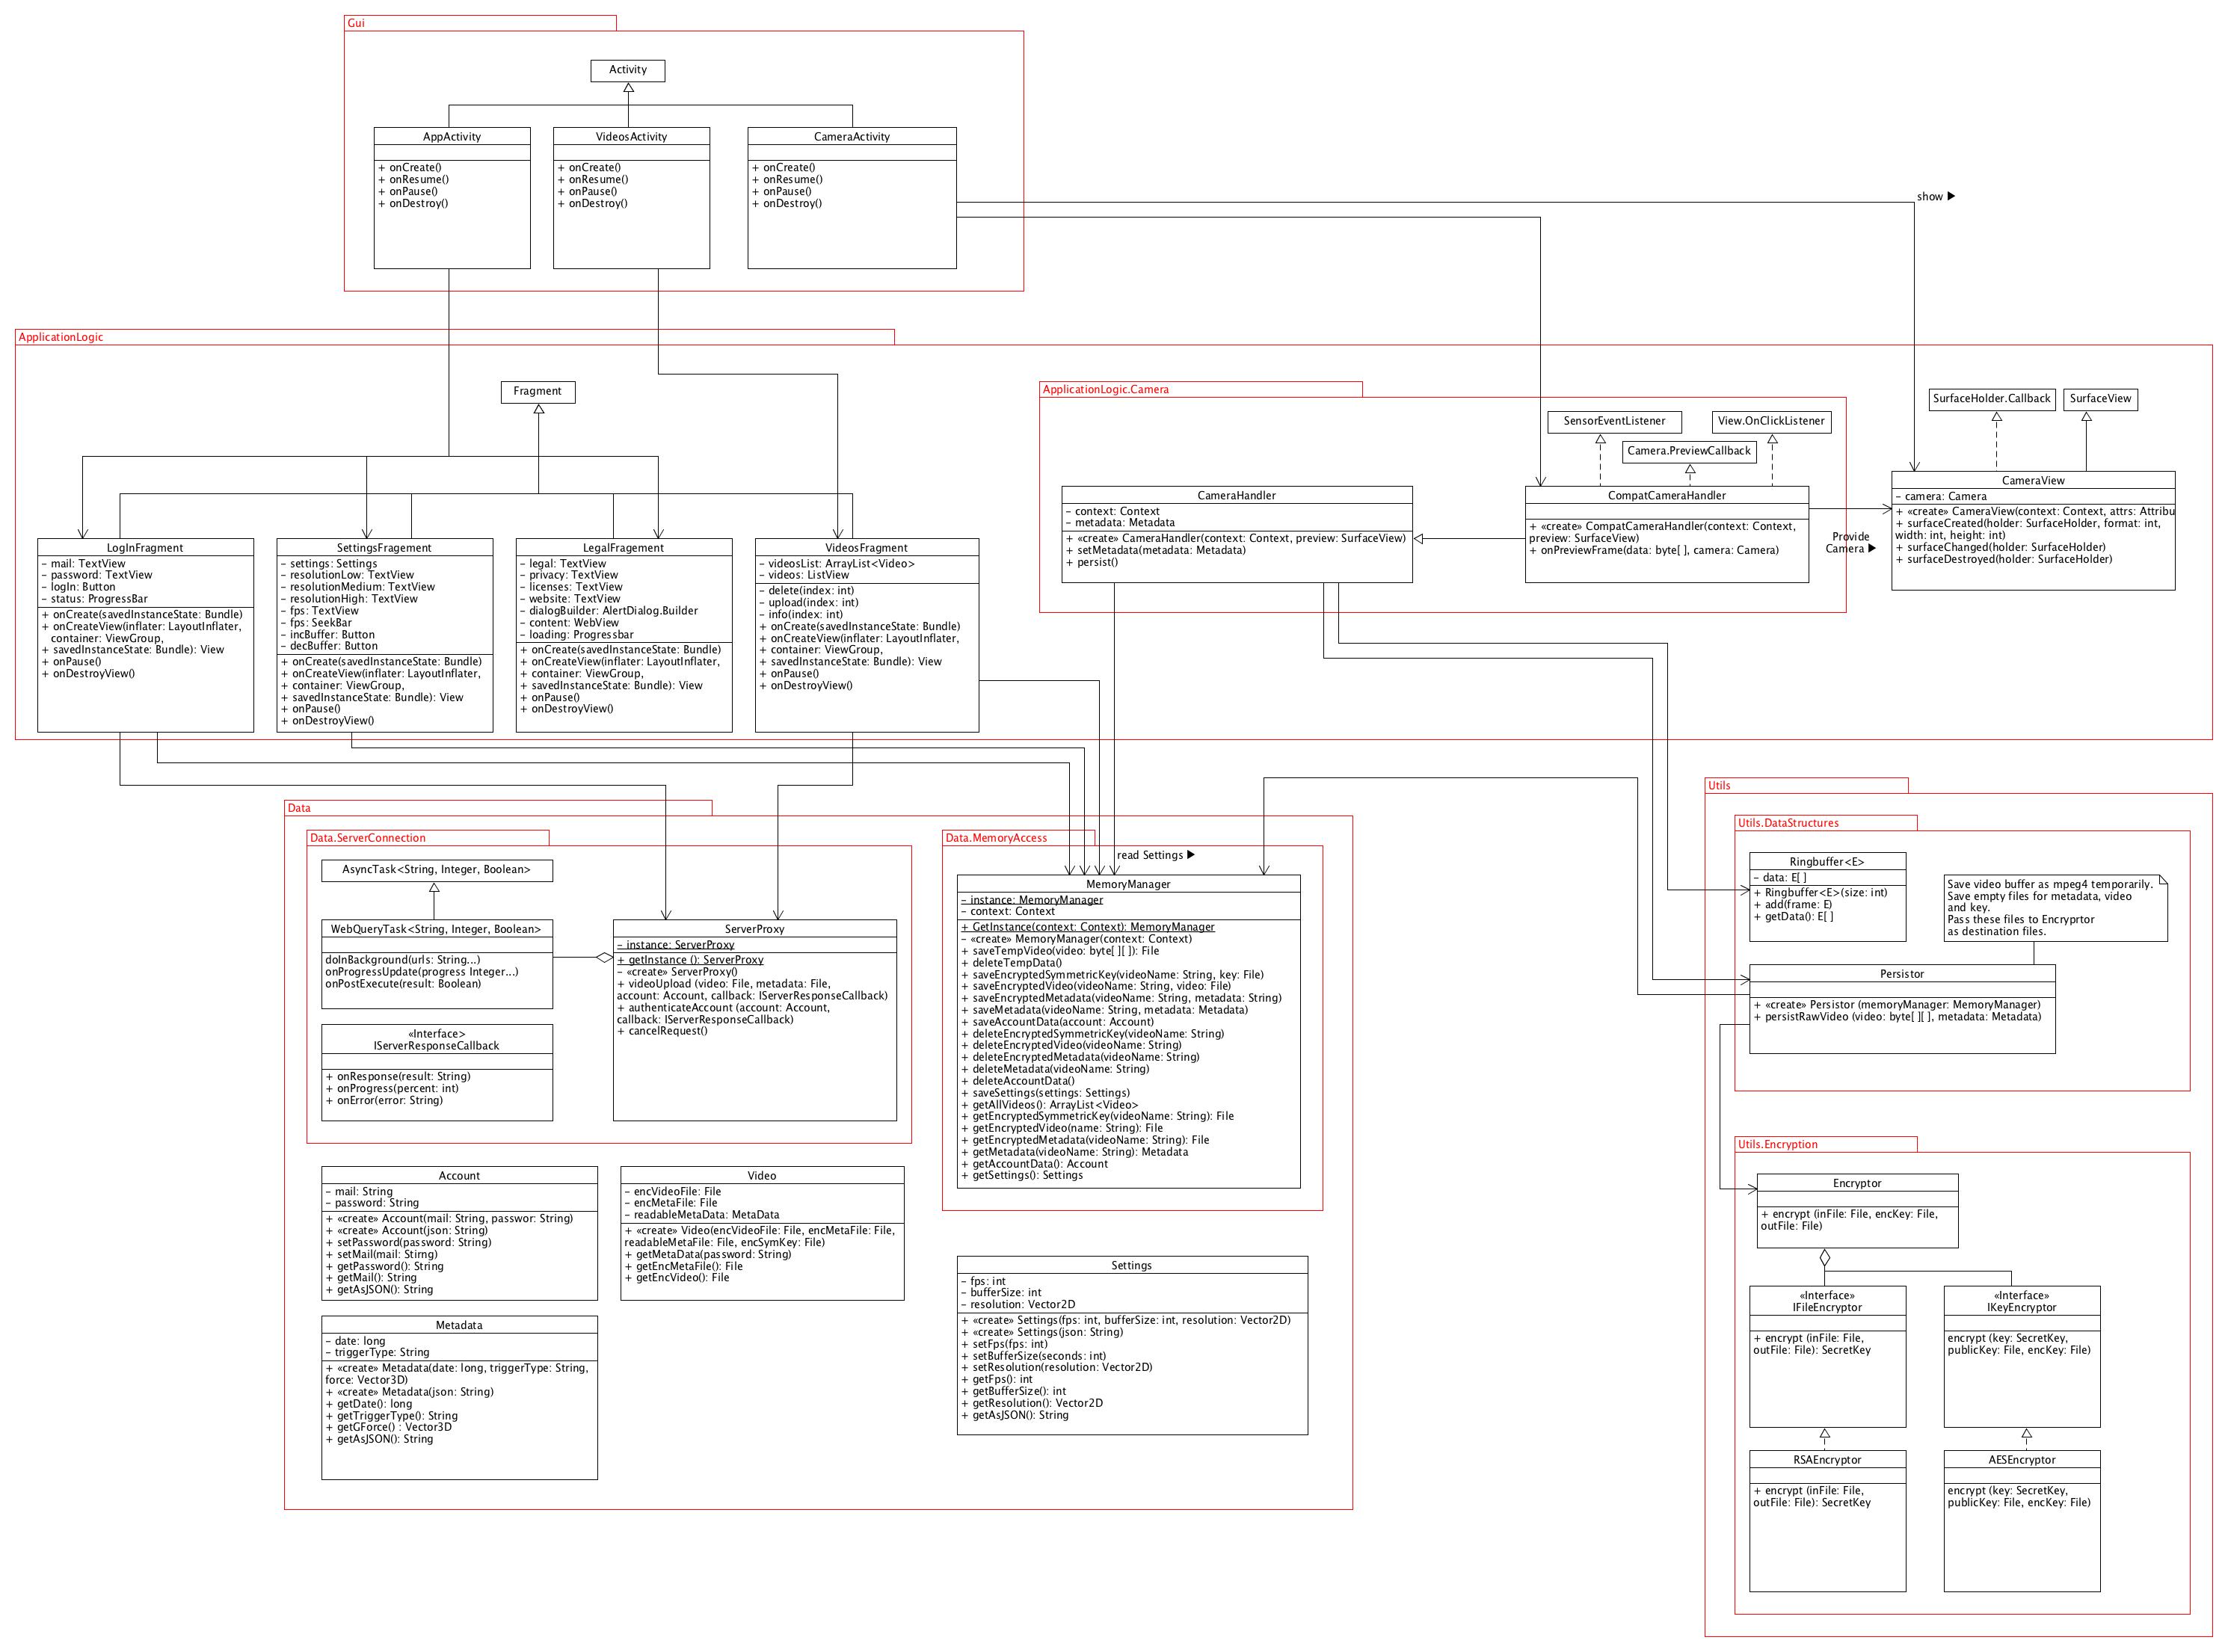 Gui
Activity
AppActivity
+ onCreate()
+ onResume()
+ onPause()
+ onDestroy()
VideosActivity
+ onCreate()
+ onResume()
+ onPause()
+ onDestroy()
CameraActivity
+ onCreate()
+ onResume()
+ onPause()
+ onDestroy()
show ▶
ApplicationLogic
Fragment
LogInFragment
– mail: TextView
– password: TextView
– logIn: Button
– status: ProgressBar
+ onCreate(savedInstanceState: Bundle)
+ onCreateView(inflater: LayoutInflater,
container: ViewGroup,
+ savedInstanceState: Bundle): View
+ onPause()
+ onDestroyView()
SettingsFragement
– settings: Settings
– resolutionLow: TextView
– resolutionMedium: TextView
– resolutionHigh: TextView
– fps: TextView
– fps: SeekBar
– incBuffer: Button
– decBuffer: Button
+ onCreate(savedInstanceState: Bundle)
+ onCreateView(inflater: LayoutInflater,
+ container: ViewGroup,
+ savedInstanceState: Bundle): View
+ onPause()
+ onDestroyView()
LegalFragement
– legal: TextView
– privacy: TextView
– licenses: TextView
– website: TextView
– dialogBuilder: AlertDialog.Builder
– content: WebView
– loading: Progressbar
+ onCreate(savedInstanceState: Bundle)
+ onCreateView(inflater: LayoutInflater,
+ container: ViewGroup,
+ savedInstanceState: Bundle): View
+ onPause()
+ onDestroyView()
VideosFragment
– videosList: ArrayList<Video>
– videos: ListView
– delete(index: int)
– upload(index: int)
– info(index: int)
+ onCreate(savedInstanceState: Bundle)
+ onCreateView(inflater: LayoutInflater,
+ container: ViewGroup,
+ savedInstanceState: Bundle): View
+ onPause()
+ onDestroyView()
ApplicationLogic.Camera
SensorEventListener
View.OnClickListener
Camera.PreviewCallback
CameraHandler
– context: Context
– metadata: Metadata
+ «create» CameraHandler(context: Context, preview: SurfaceView)
+ setMetadata(metadata: Metadata)
+ persist()
CompatCameraHandler
+ «create» CompatCameraHandler(context: Context,
preview: SurfaceView)
+ onPreviewFrame(data: byte[ ], camera: Camera)
Provide
Camera ▶
SurfaceHolder.Callback
SurfaceView
CameraView
– camera: Camera
+ «create» CameraView(context: Context, attrs: Attribu
+ surfaceCreated(holder: SurfaceHolder, format: int,
width: int, height: int)
+ surfaceChanged(holder: SurfaceHolder)
+ surfaceDestroyed(holder: SurfaceHolder)
Data
Data.ServerConnection
AsyncTask<String, Integer, Boolean>
WebQueryTask<String, Integer, Boolean>
doInBackground(urls: String...)
onProgressUpdate(progress Integer...)
onPostExecute(result: Boolean)
«Interface>
IServerResponseCallback
+ onResponse(result: String)
+ onProgress(percent: int)
+ onError(error: String)
ServerProxy
– instance: ServerProxy
+ getInstance (): ServerProxy
– «create» ServerProxy()
+ videoUpload (video: File, metadata: File,
account: Account, callback: IServerResponseCallback)
+ authenticateAccount (account: Account,
callback: IServerResponseCallback)
+ cancelRequest()
Data.MemoryAccess
read Settings ▶
MemoryManager
– instance: MemoryManager
– context: Context
+ GetInstance(context: Context): MemoryManager
– «create» MemoryManager(context: Context)
+ saveTempVideo(video: byte[ ][ ]): File
+ deleteTempData()
+ saveEncryptedSymmetricKey(videoName: String, key: File)
+ saveEncryptedVideo(videoName: String, video: File)
+ saveEncryptedMetadata(videoName: String, metadata: String)
+ saveMetadata(videoName: String, metadata: Metadata)
+ saveAccountData(account: Account)
+ deleteEncryptedSymmetricKey(videoName: String)
+ deleteEncryptedVideo(videoName: String)
+ deleteEncryptedMetadata(videoName: String)
+ deleteMetadata(videoName: String)
+ deleteAccountData()
+ saveSettings(settings: Settings)
+ getAllVideos(): ArrayList<Video>
+ getEncryptedSymmetricKey(videoName: String): File
+ getEncryptedVideo(name: String): File
+ getEncryptedMetadata(videoName: String): File
+ getMetadata(videoName: String): Metadata
+ getAccountData(): Account
+ getSettings(): Settings
Account
– mail: String
– password: String
+ «create» Account(mail: String, passwor: String)
+ «create» Account(json: String)
+ setPassword(password: String)
+ setMail(mail: Stirng)
+ getPassword(): String
+ getMail(): String
+ getAsJSON(): String
Video
– encVideoFile: File
– encMetaFile: File
– readableMetaData: MetaData
+ «create» Video(encVideoFile: File, encMetaFile: File,
readableMetaFile: File, encSymKey: File)
+ getMetaData(password: String)
+ getEncMetaFile(): File
+ getEncVideo(): File
Metadata
– date: long
– triggerType: String
+ «create» Metadata(date: long, triggerType: String,
force: Vector3D)
+ «create» Metadata(json: String)
+ getDate(): long
+ getTriggerType(): String
+ getGForce() : Vector3D
+ getAsJSON(): String
Settings
– fps: int
– bufferSize: int
– resolution: Vector2D
+ «create» Settings(fps: int, bufferSize: int, resolution: Vector2D)
+ «create» Settings(json: String)
+ setFps(fps: int)
+ setBufferSize(seconds: int)
+ setResolution(resolution: Vector2D)
+ getFps(): int
+ getBufferSize(): int
+ getResolution(): Vector2D
+ getAsJSON(): String
Utils
Utils.DataStructures
Ringbuffer<E>
– data: E[ ]
+ Ringbuffer<E>(size: int)
+ add(frame: E)
+ getData(): E[ ]
Save video buffer as mpeg4 temporarily.
Save empty files for metadata, video
and key.
Pass these files to Encryprtor
as destination files.
Persistor
+ «create» Persistor (memoryManager: MemoryManager)
+ persistRawVideo (video: byte[ ][ ], metadata: Metadata)
Utils.Encryption
Encryptor
+ encrypt (inFile: File, encKey: File,
outFile: File)
«Interface»
IFileEncryptor
+ encrypt (inFile: File,
outFile: File): SecretKey
«Interface»
IKeyEncryptor
encrypt (key: SecretKey,
publicKey: File, encKey: File)
RSAEncryptor
+ encrypt (inFile: File,
outFile: File): SecretKey
AESEncryptor
encrypt (key: SecretKey,
publicKey: File, encKey: File)